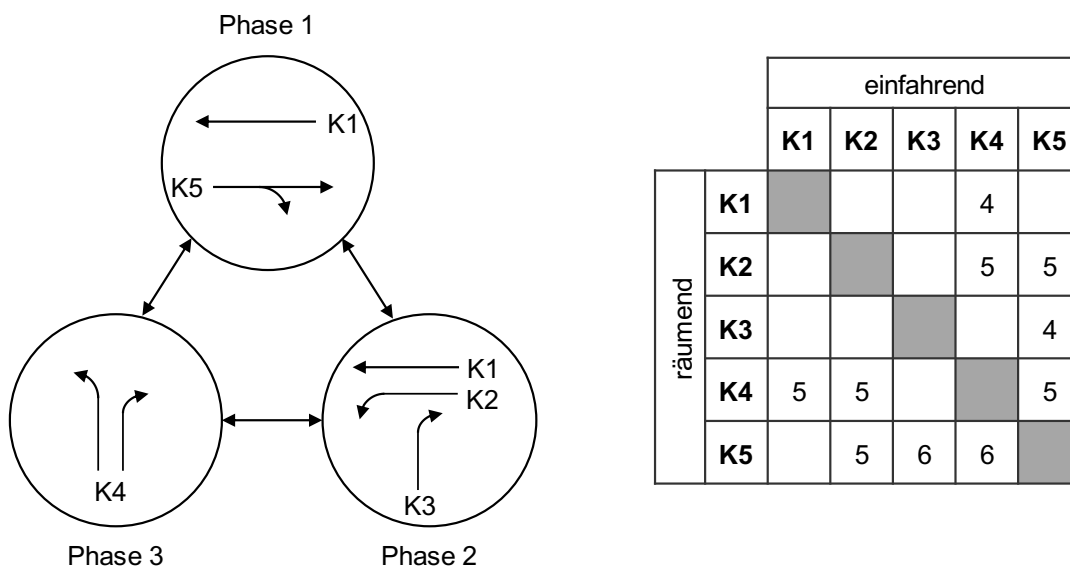 Phase 1
K1
K5
K1
K2
K4
K3
Phase 3
Phase 2
einfahrend
K1 K2 K3 K4 K5
räumend
K1 4
K2 5 5
K3 4
K4 5 5 5
K5 5 6 6